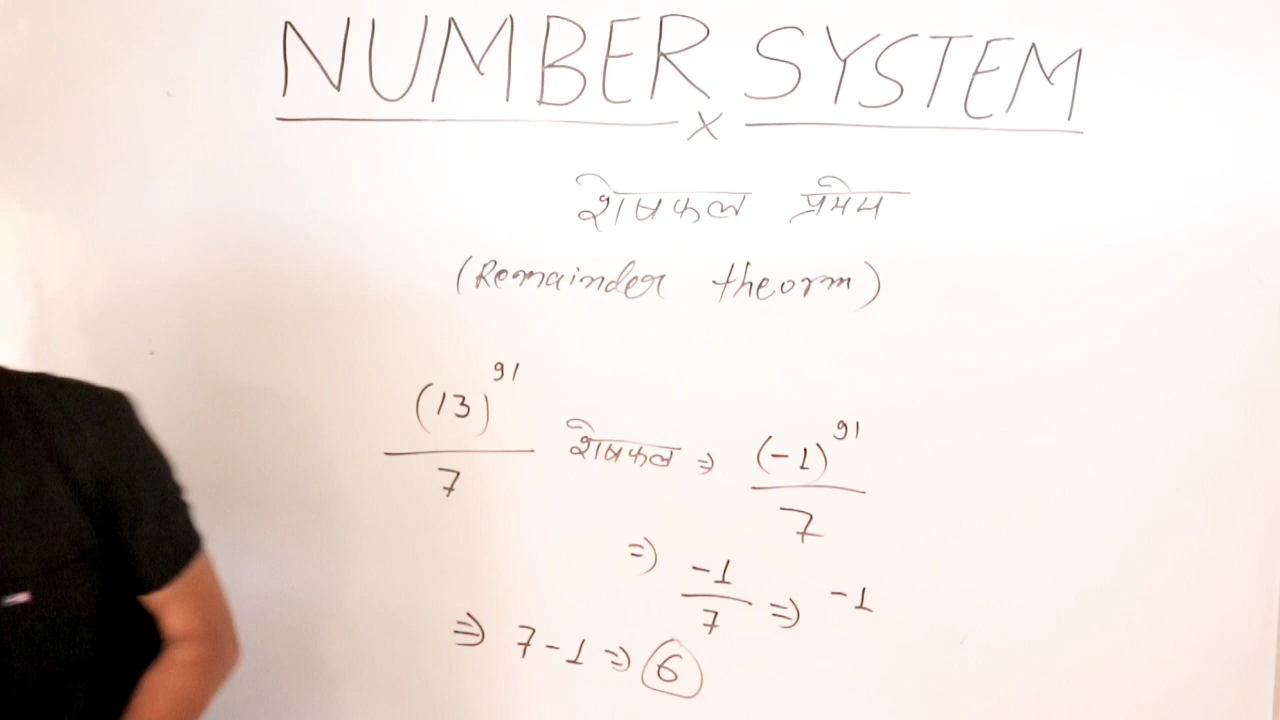 NUMBER SYSTEM
x
शेषफल प्रमेय
(Remainder theorm)
(13)^91 / 7 शेषफल ⇒ (-1)^91 / 7
⇒ -1 / 7 ⇒ -1
⇒ 7-1 ⇒ 6